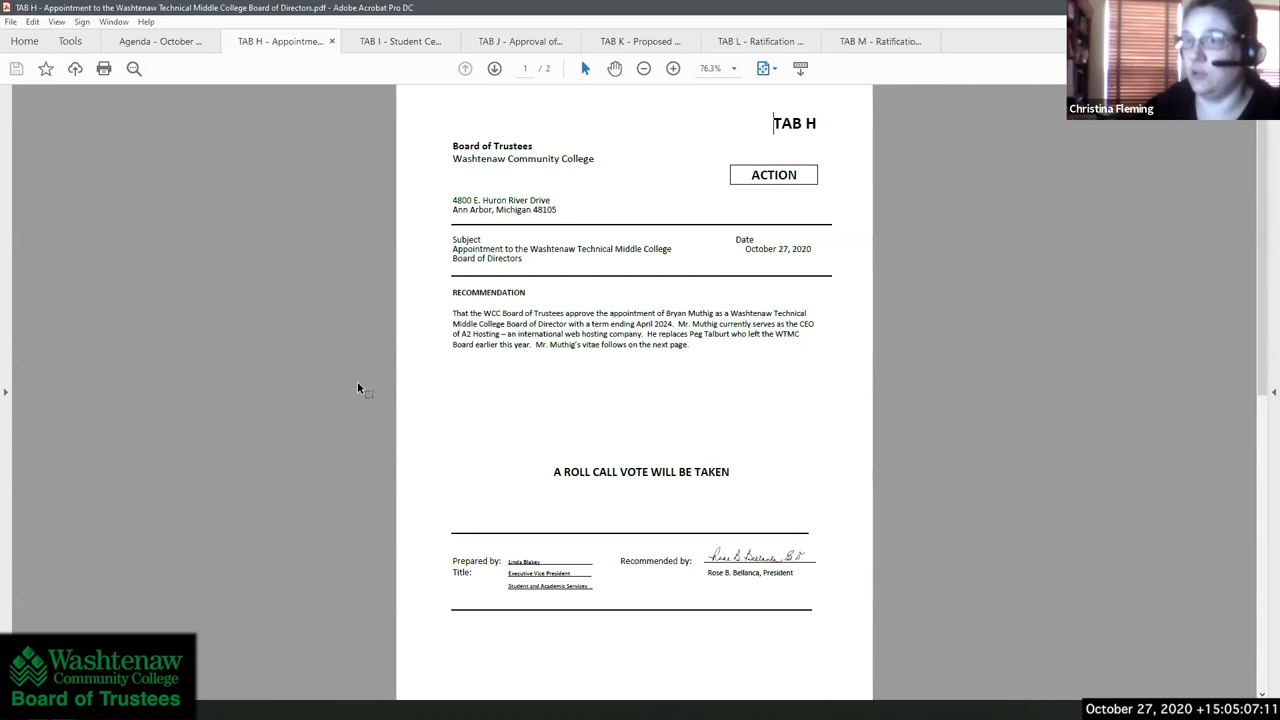 TAB H - Appointment to the Washtenaw Technical Middle College Board of Directors.pdf - Adobe Acrobat Pro DC
File Edit View Sign Window Help
Home Tools Agenda - October ... TAB H - Appointme... × TAB I - Stud TAB J - Approval o... TAB K - Proposed ... TAB - Ratification ...
1 / 2 76.3%
Christina Fleming
TAB H
Board of Trustees
Washtenaw Community College
ACTION
4800 E. Huron River Drive
Ann Arbor, Michigan 48105
Subject Date
Appointment to the Washtenaw Technical Middle College October 27, 2020
Board of Directors
RECOMMENDATION
That the WCC Board of Trustees approve the appointment of Bryan Muthig as a Washtenaw Technical
Middle College Board of Director with a term ending April 2024. Mr. Muthig currently serves as the CEO
of A2 Hosting – an international web hosting company. He replaces Peg Talburt who left the WTMC
Board earlier this year. Mr. Muthig's vitae follows on the next page.
A ROLL CALL VOTE WILL BE TAKEN
Prepared by: Linda Blakey Recommended by: Rose B. Bellanca, Ed.D
Title: Executive Vice President Rose B. Bellanca, President
Student and Academic Services
Washtenaw
Community College
Board of Trustees
October 27, 2020 +15:05:07:11